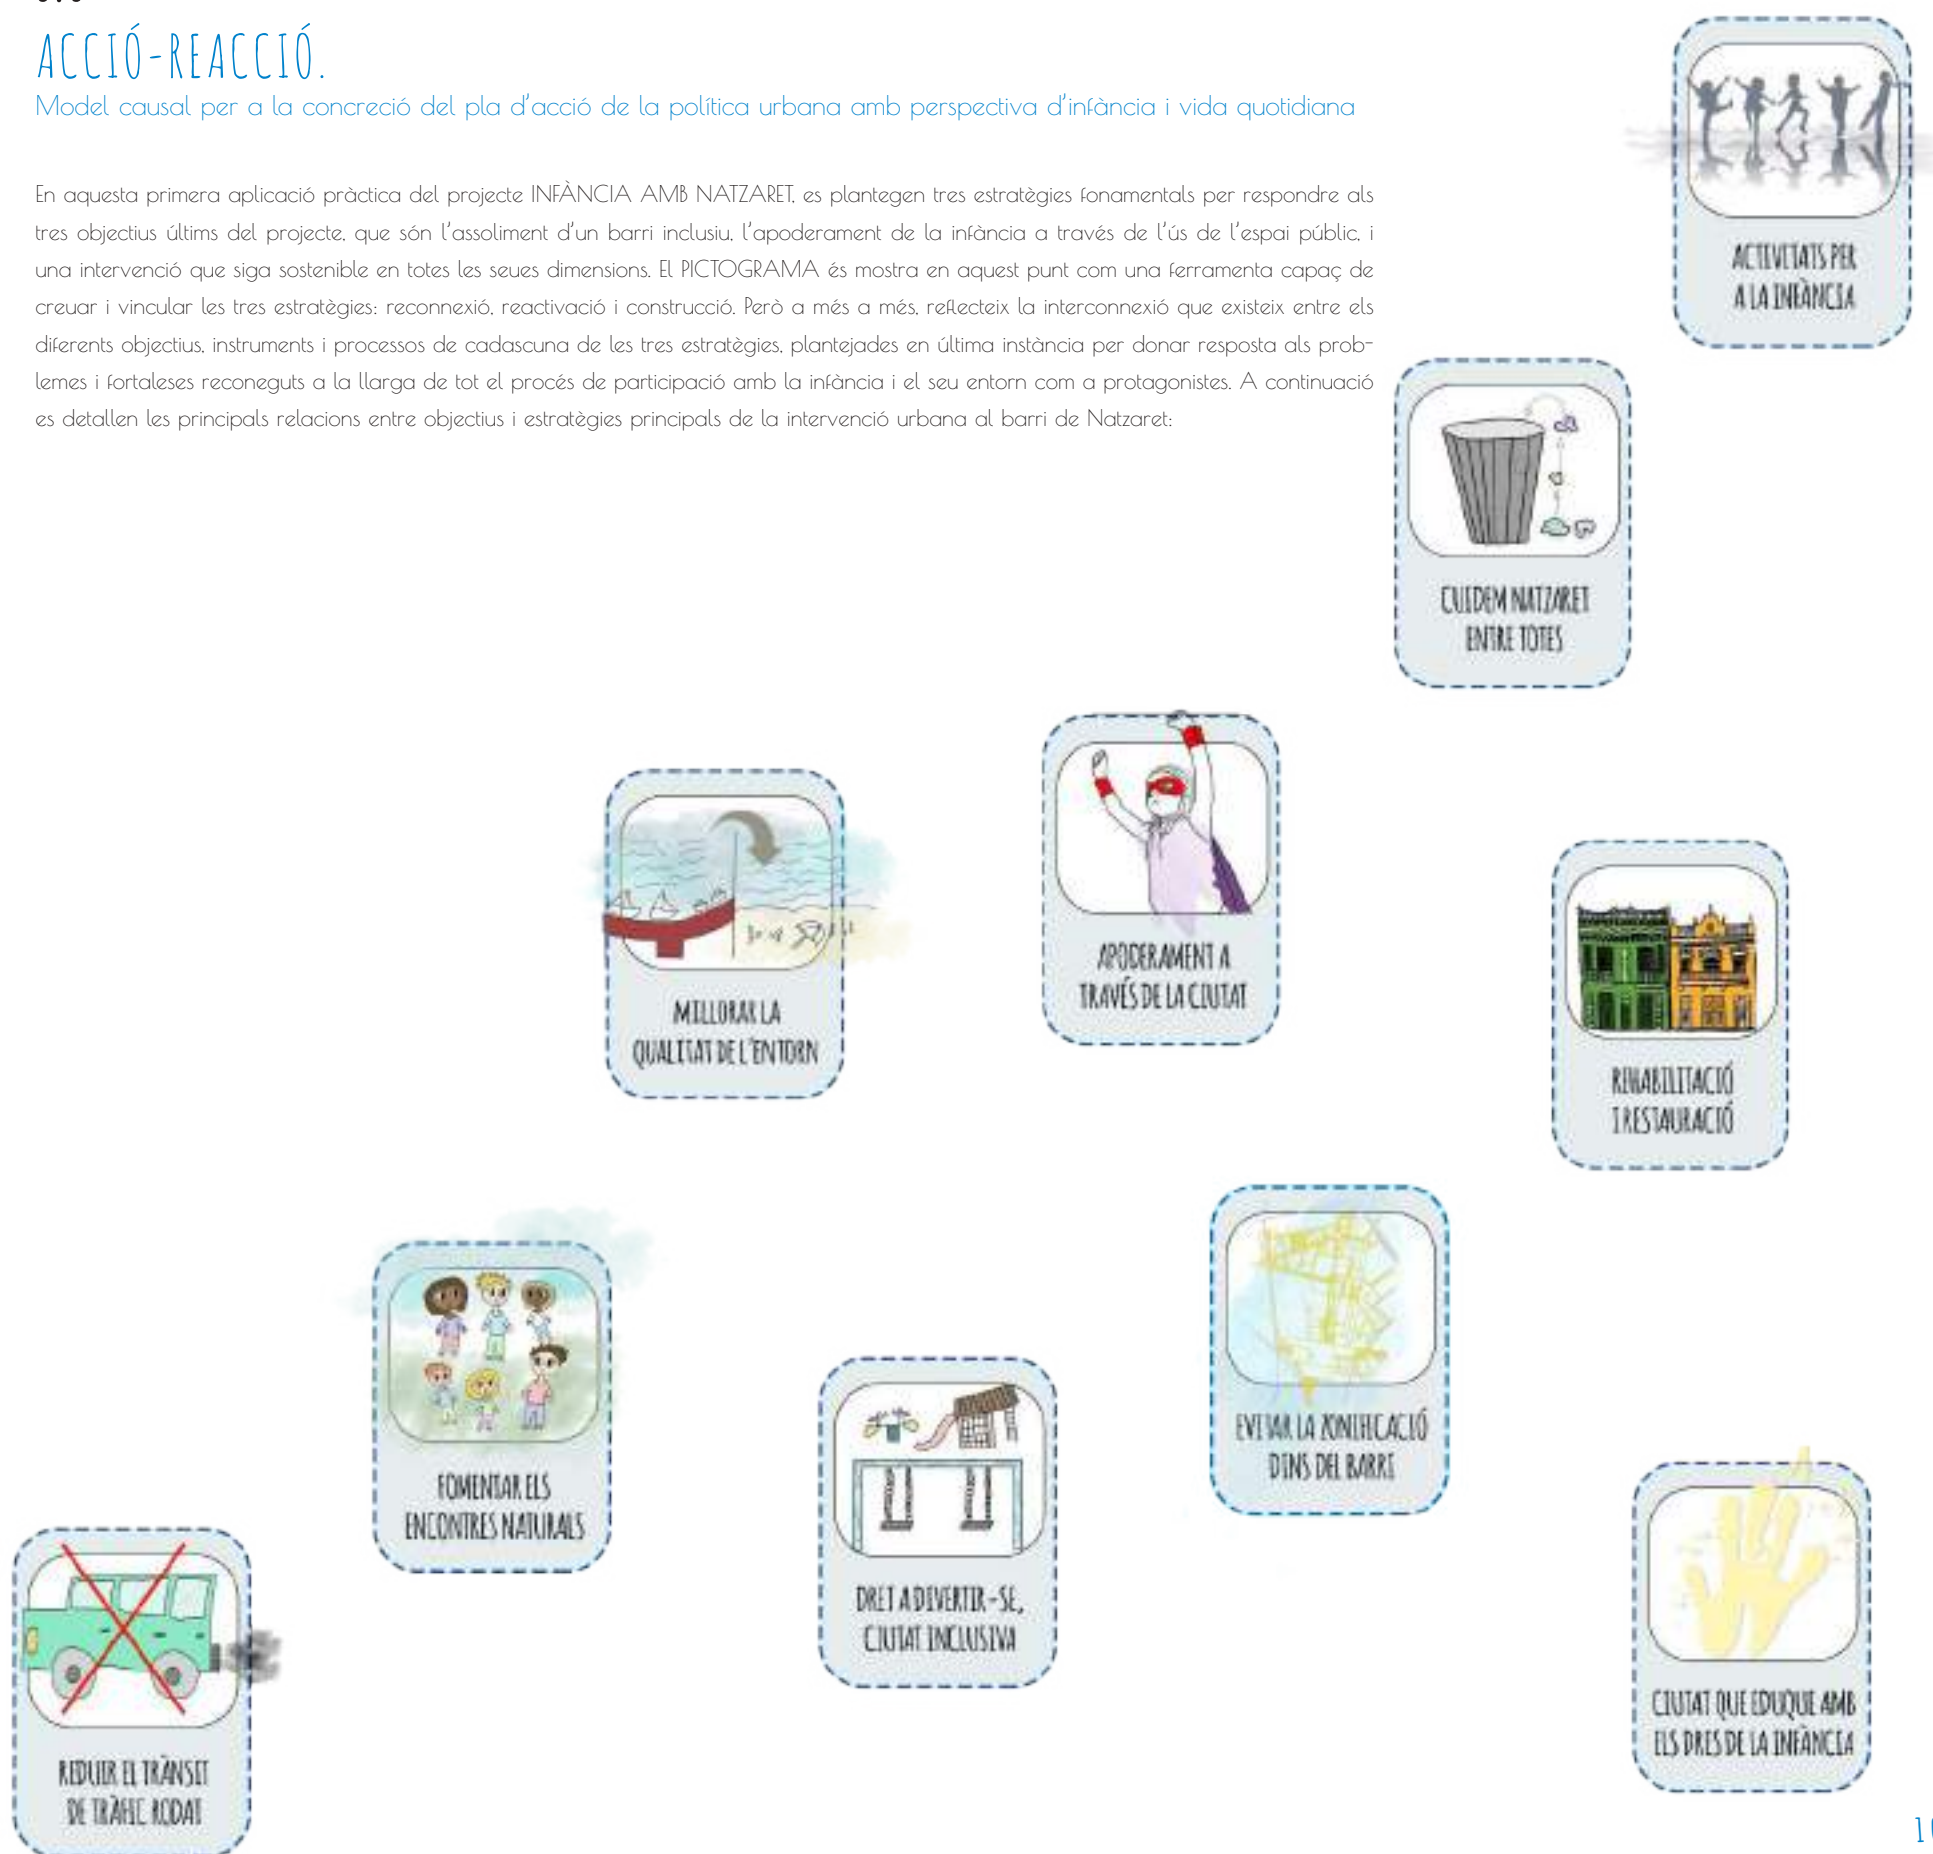 ACCIÓ-REACCIÓ.
Model causal per a la concreció del pla d'acció de la política urbana amb perspectiva d'infància i vida quotidiana
En aquesta primera aplicació pràctica del projecte INFÀNCIA AMB NATZARET, es plantegen tres estratègies fonamentals per respondre als
tres objectius últims del projecte, que són l'assoliment d'un barri inclusiu, l'apoderament de la infància a través de l'ús de l'espai públic, i
una intervenció que siga sostenible en totes les seues dimensions. El PICTOGRAMA és mostra en aquest punt com una ferramenta capaç de
creuar i vincular les tres estratègies: reconnexió, reactivació i construcció. Però a més a més, reflecteix la interconnexió que existeix entre els
diferents objectius, instruments i processos de cadascuna de les tres estratègies, plantejades en última instància per donar resposta als prob-
lemes i fortaleses reconeguts a la llarga de tot el procés de participació amb la infància i el seu entorn com a protagonistes. A continuació
es detallen les principals relacions entre objectius i estratègies principals de la intervenció urbana al barri de Natzaret:
ACTIVITATS PER
A LA INFÀNCIA
CUIDEM NATZARET
ENTRE TOTES
APODERAMENT A
TRAVÉS DE LA CIUTAT
MILLORAR LA
QUALITAT DE L'ENTORN
REHABILITACIÓ
I RESTAURACIÓ
EVITAR LA ZONIFICACIÓ
DINS DEL BARRI
FOMENTAR ELS
ENCONTRES NATURALS
DRET A DIVERTIR-SE,
CIUTAT INCLUSIVA
CIUTAT QUE EDUQUE AMB
ELS DRES DE LA INFÀNCIA
REDUIR EL TRÀNSIT
DE TRÀFIC RODAT